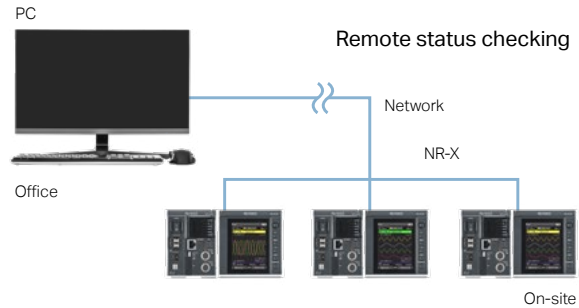 PC
Remote status checking
Network
NR-X
Office
On-site